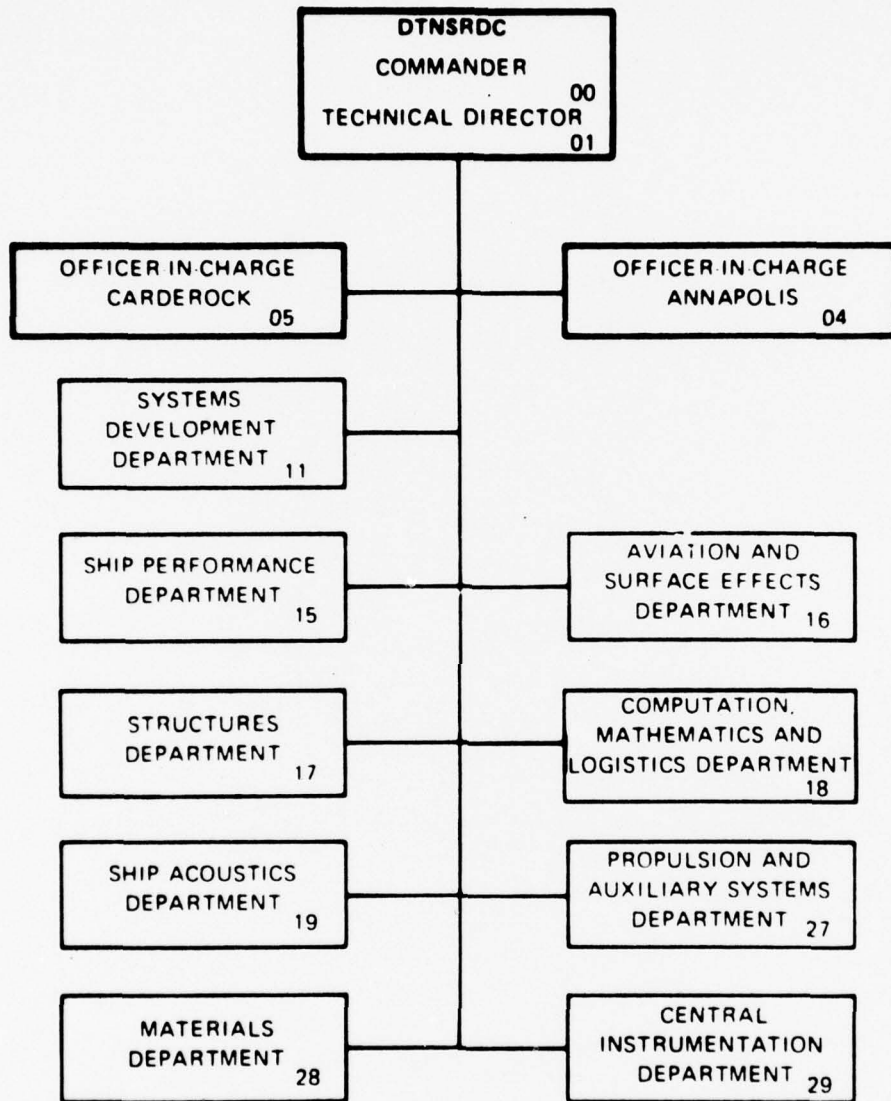 DTNSRDC
COMMANDER
00
TECHNICAL DIRECTOR
01
OFFICER-IN-CHARGE
CARDEROCK
05
OFFICER-IN-CHARGE
ANNAPOLIS
04
SYSTEMS
DEVELOPMENT
DEPARTMENT
11
SHIP PERFORMANCE
DEPARTMENT
15
AVIATION AND
SURFACE EFFECTS
DEPARTMENT
16
STRUCTURES
DEPARTMENT
17
COMPUTATION,
MATHEMATICS AND
LOGISTICS DEPARTMENT
18
SHIP ACOUSTICS
DEPARTMENT
19
PROPULSION AND
AUXILIARY SYSTEMS
DEPARTMENT
27
MATERIALS
DEPARTMENT
28
CENTRAL
INSTRUMENTATION
DEPARTMENT
29